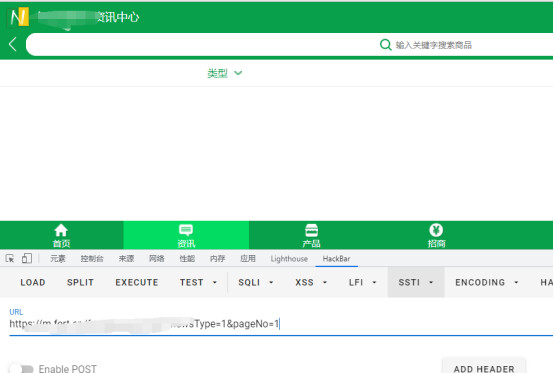 资讯中心
输入关键字搜索商品
类型
首页 资讯 产品 招商
元素 控制台 来源 网络 性能 内存 应用 Lighthouse HackBar
LOAD SPLIT EXECUTE TEST SQLI XSS LFI SSTI ENCODING HA
URL
https://m.fert.cn/ ewsType=1&pageNo=1
Enable POST
ADD HEADER